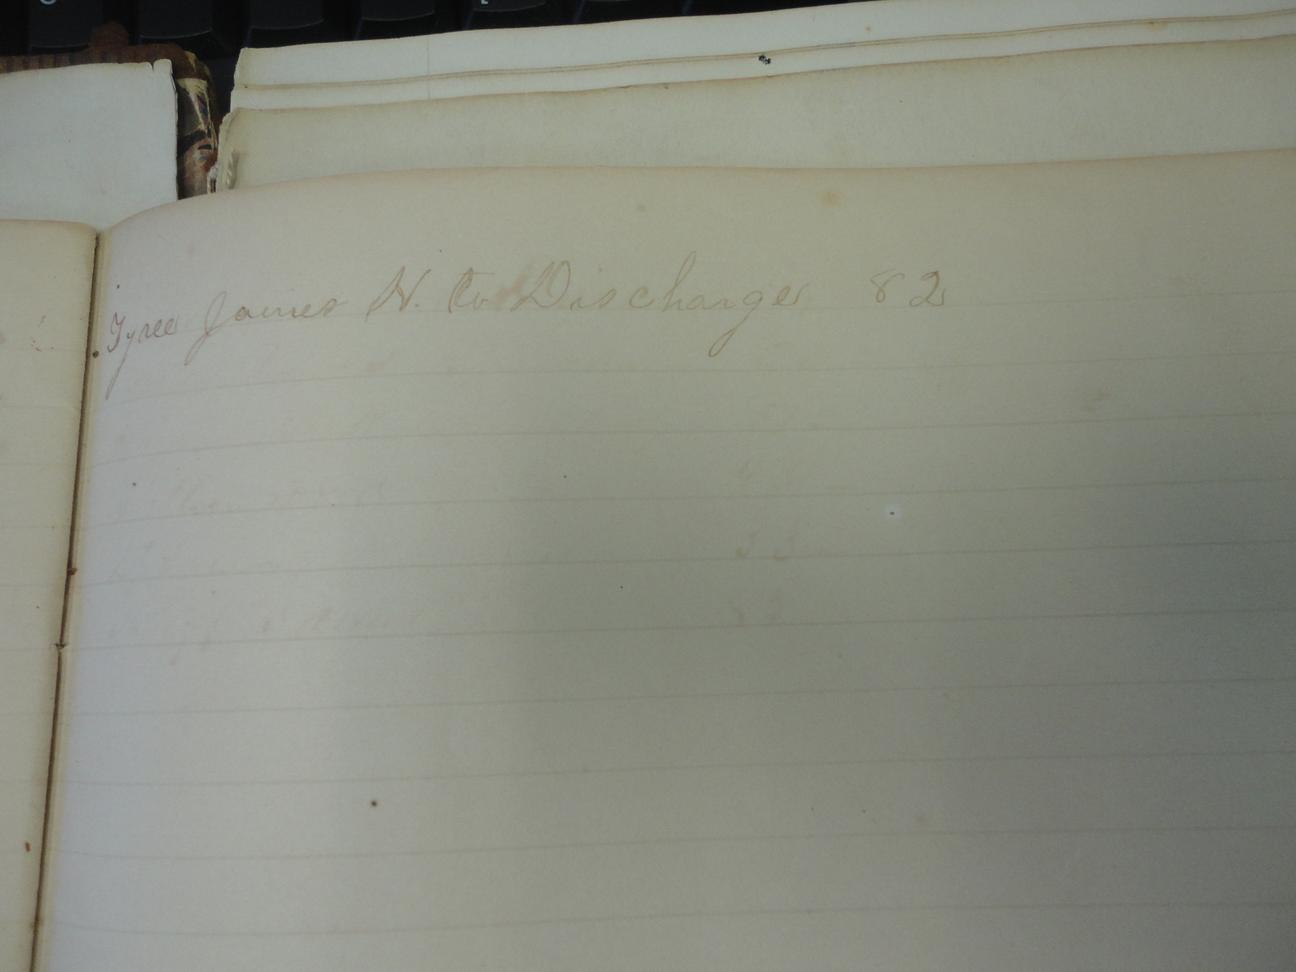 Tyree James H. to Discharge 82